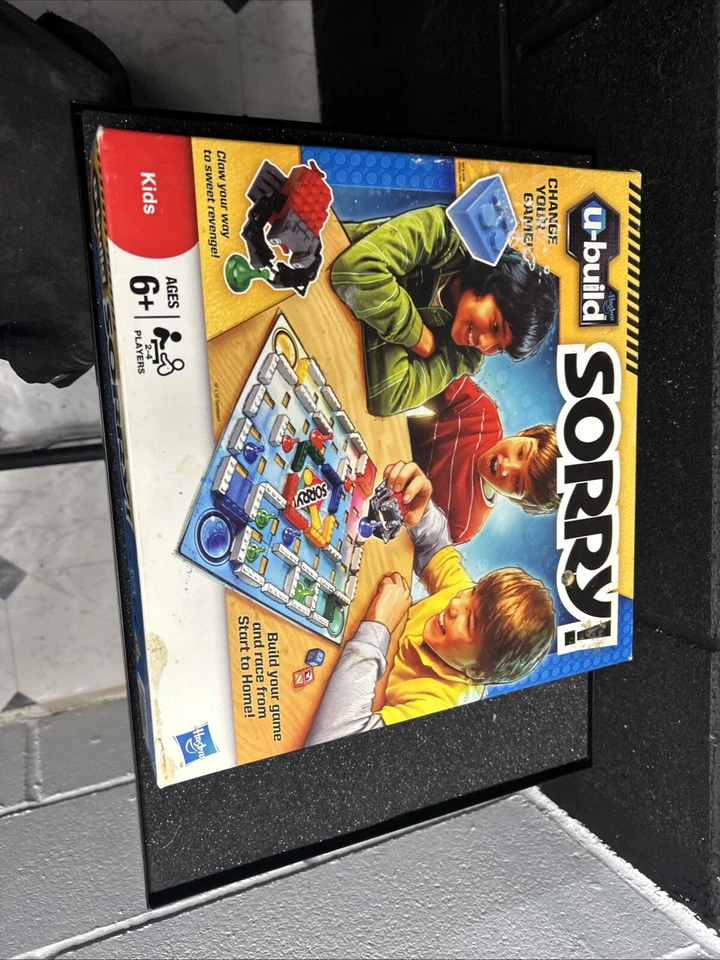 u-build
Hasbro
SORRY!
CHANGE
YOUR
GAME!
Claw your way
to sweet revenge!
SORRY!
Build your game
and race from
Start to Home!
Kids
AGES
6+
2-4
PLAYERS
Hasbro